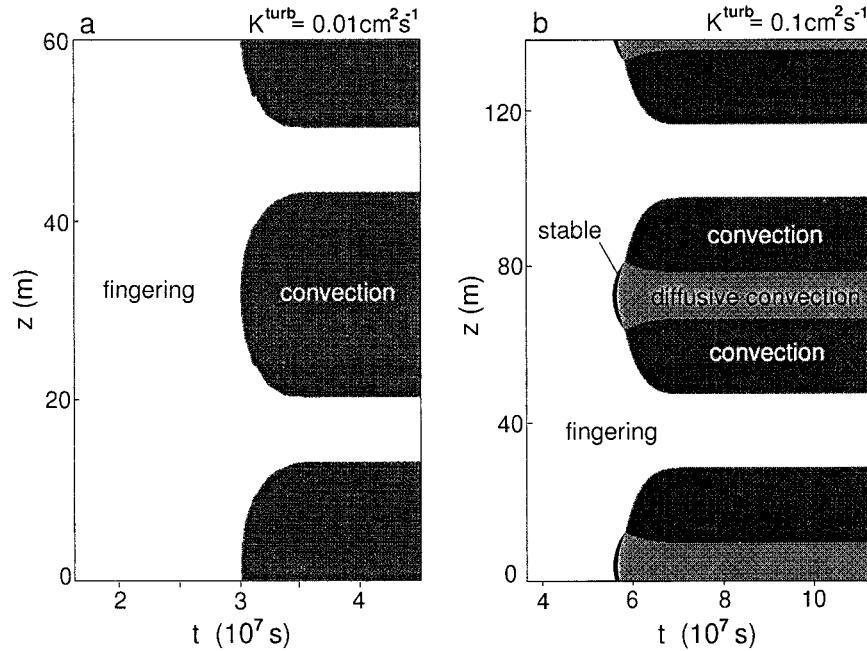 a
K^turb = 0.01cm²s⁻¹
60
40
20
0
z (m)
fingering
convection
2
3
4
t (10⁷ s)
b
K^turb = 0.1cm²s⁻¹
120
80
40
0
z (m)
stable
convection
diffusive convection
convection
fingering
4
6
8
10
t (10⁷ s)